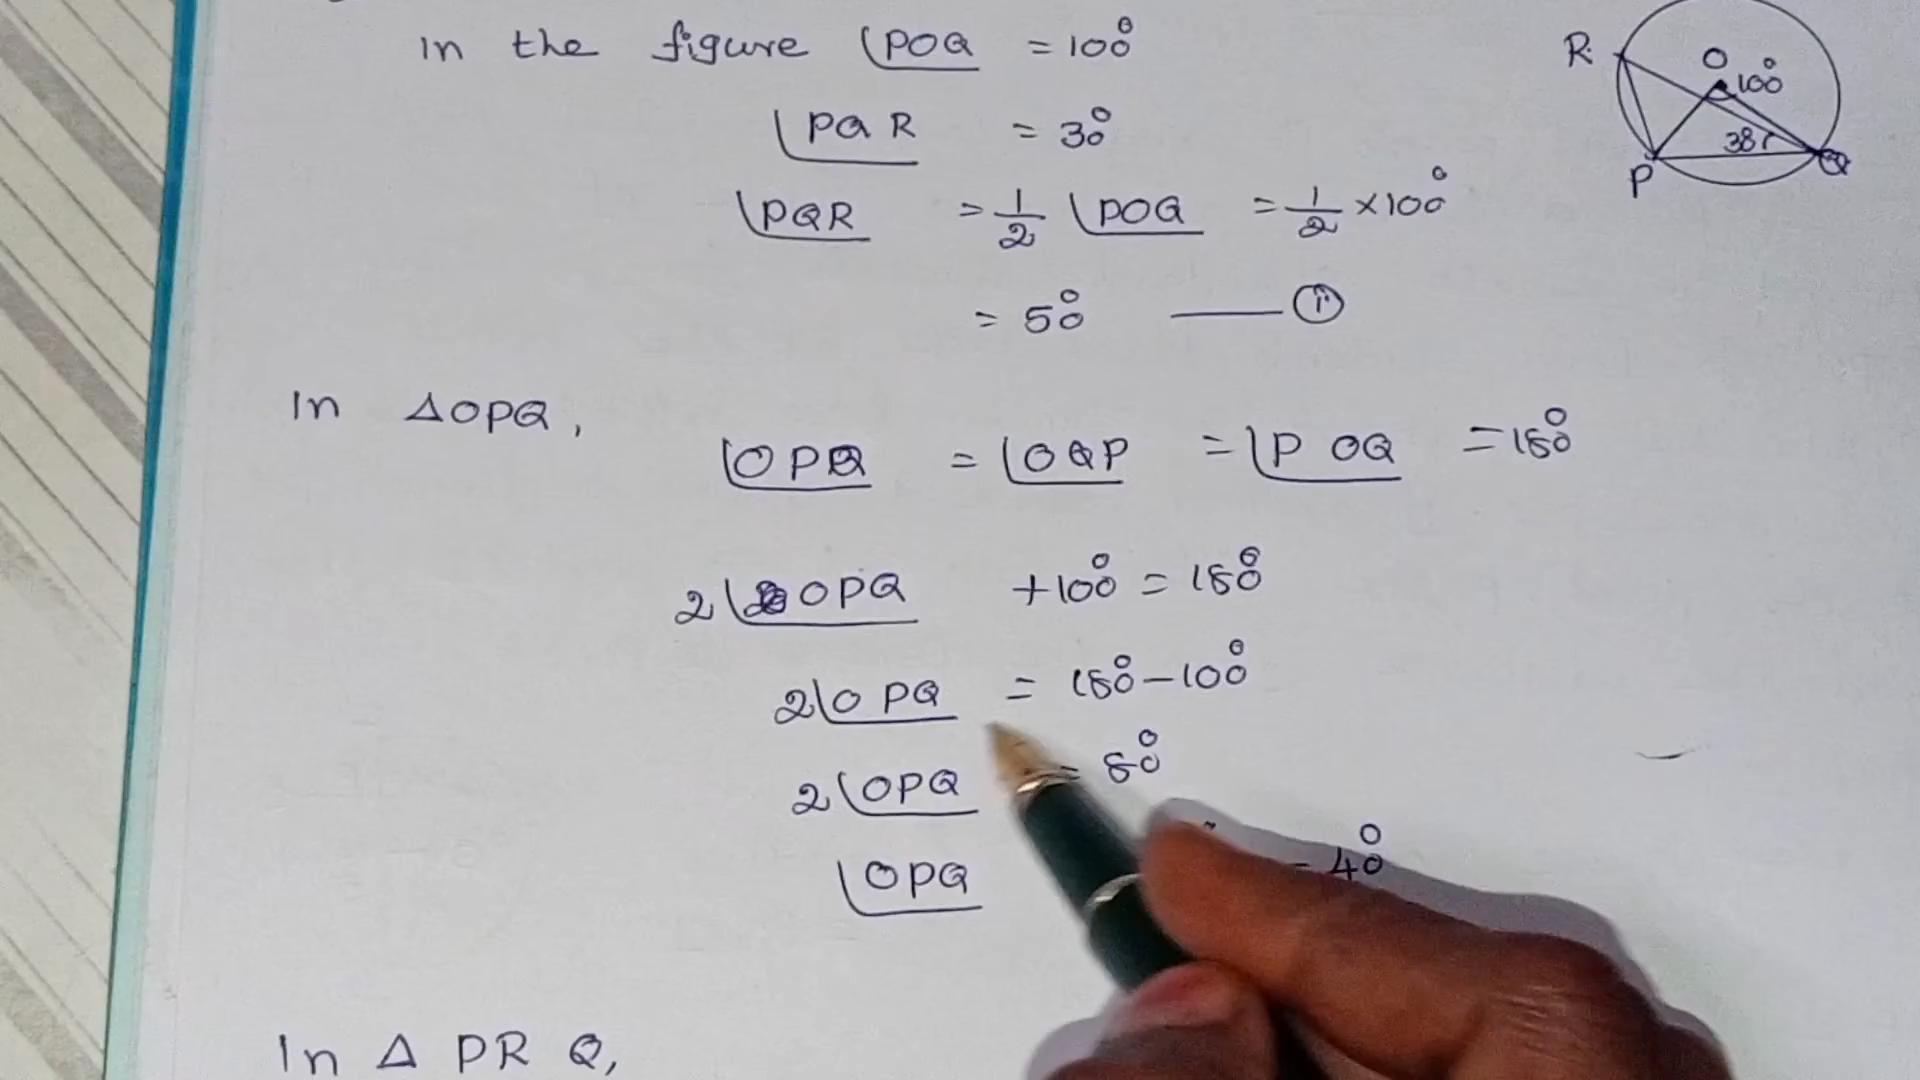 In the figure ∠POQ = 100°
∠PQR = 30°
∠PQR = 1/2 ∠POQ = 1/2 × 100°
= 50° —— ①
In ΔOPQ,
∠OPQ = ∠OQP = ∠POQ = 180°
2∠OPQ + 100° = 180°
2∠OPQ = 180° - 100°
2∠OPQ = 80°
∠OPQ = 40°
In Δ PRQ,
R
O
100°
P
Q